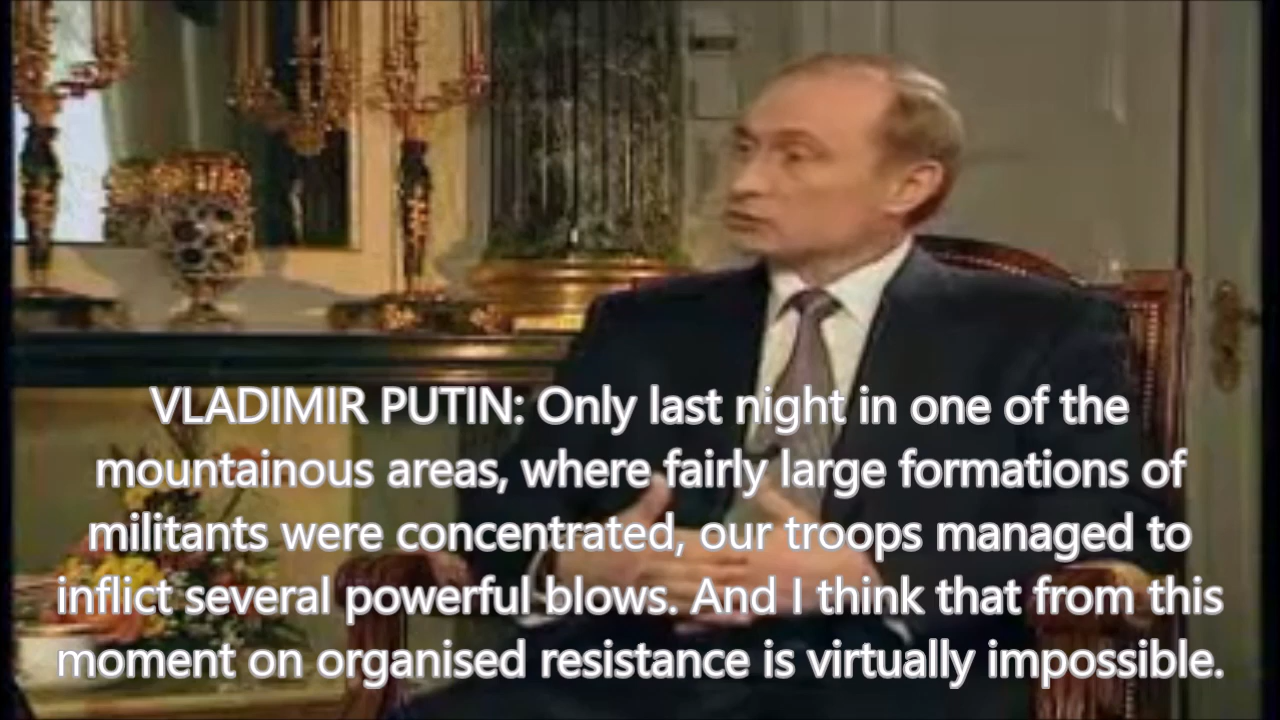 VLADIMIR PUTIN: Only last night in one of the
mountainous areas, where fairly large formations of
militants were concentrated, our troops managed to
inflict several powerful blows. And I think that from this
moment on organised resistance is virtually impossible.